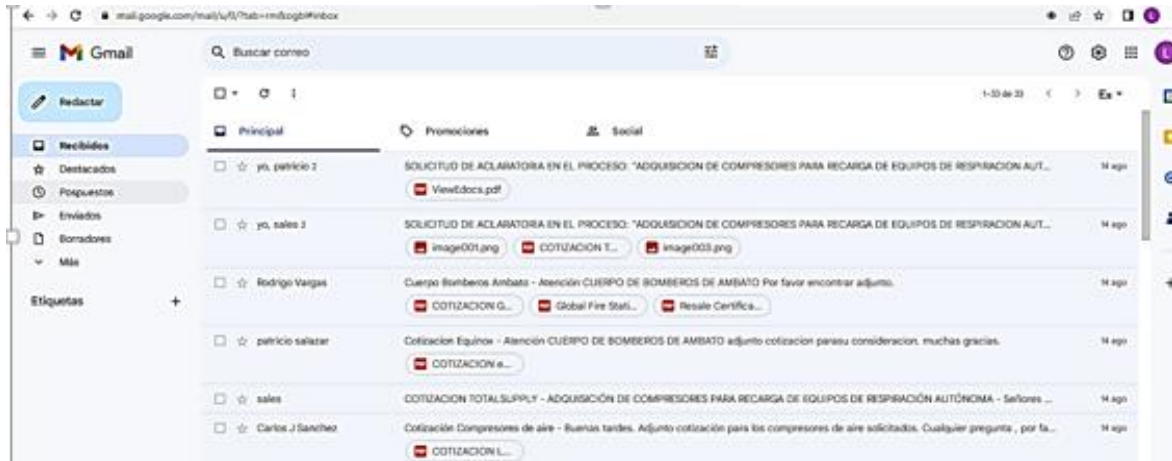 mail.google.com/mail/u/0/?tab=rm&ogbl#inbox
Gmail
Buscar correo
Redactar
1-33 de 33
Es
Principal
Promociones
Social
Recibidos
Destacados
Pospuestos
Enviados
Borradores
Más
Etiquetas
yo, patricio 2
SOLICITUD DE ACLARATORIA EN EL PROCESO: "ADQUISICION DE COMPRESORES PARA RECARGA DE EQUIPOS DE RESPIRACION AUT...
14 ago
ViewEdocs.pdf
yo, sales 2
SOLICITUD DE ACLARATORIA EN EL PROCESO: "ADQUISICION DE COMPRESORES PARA RECARGA DE EQUIPOS DE RESPIRACION AUT...
14 ago
image001.png
COTIZACION T...
image003.png
Rodrigo Vargas
Cuerpo Bomberos Ambato - Atención CUERPO DE BOMBEROS DE AMBATO Por favor encontrar adjunto.
14 ago
COTIZACION G...
Global Fire Stati...
Resale Certifica...
patricio salazar
Cotizacion Equinox - Atención CUERPO DE BOMBEROS DE AMBATO adjunto cotizacion parasu consideracion. muchas gracias.
14 ago
COTIZACION e...
sales
COTIZACION TOTALSUPPLY - ADQUISICIÓN DE COMPRESORES PARA RECARGA DE EQUIPOS DE RESPIRACIÓN AUTÓNOMA - Señores ...
14 ago
Carlos J Sanchez
Cotización Compresores de aire - Buenas tardes. Adjunto cotización para los compresores de aire solicitados. Cualquier pregunta , por fa...
14 ago
COTIZACION L...